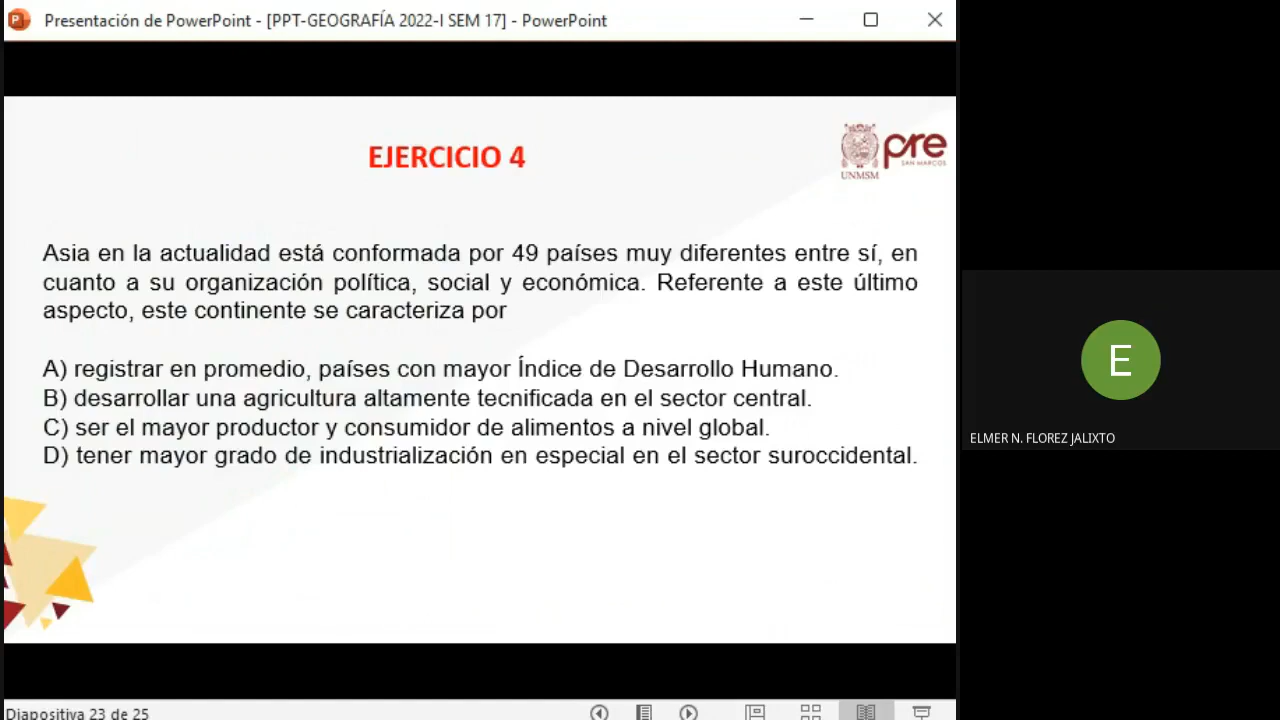 Presentación de PowerPoint - [PPT-GEOGRAFÍA 2022-I SEM 17] - PowerPoint
EJERCICIO 4
UNMSM
pre
SAN MARCOS
Asia en la actualidad está conformada por 49 países muy diferentes entre sí, en
cuanto a su organización política, social y económica. Referente a este último
aspecto, este continente se caracteriza por
A) registrar en promedio, países con mayor Índice de Desarrollo Humano.
B) desarrollar una agricultura altamente tecnificada en el sector central.
C) ser el mayor productor y consumidor de alimentos a nivel global.
D) tener mayor grado de industrialización en especial en el sector suroccidental.
E
ELMER N. FLOREZ JALIXTO
Diapositiva 23 de 25